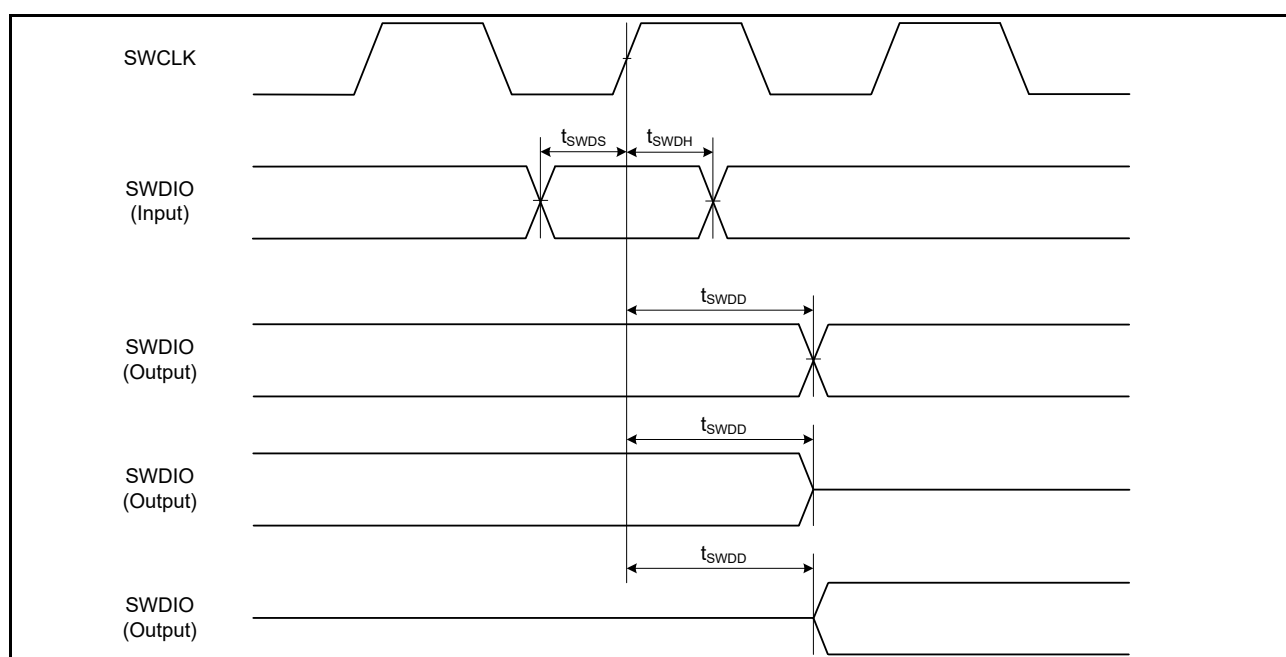 SWCLK
tSWDS
tSWDH
SWDIO
(Input)
tSWDD
SWDIO
(Output)
tSWDD
SWDIO
(Output)
tSWDD
SWDIO
(Output)